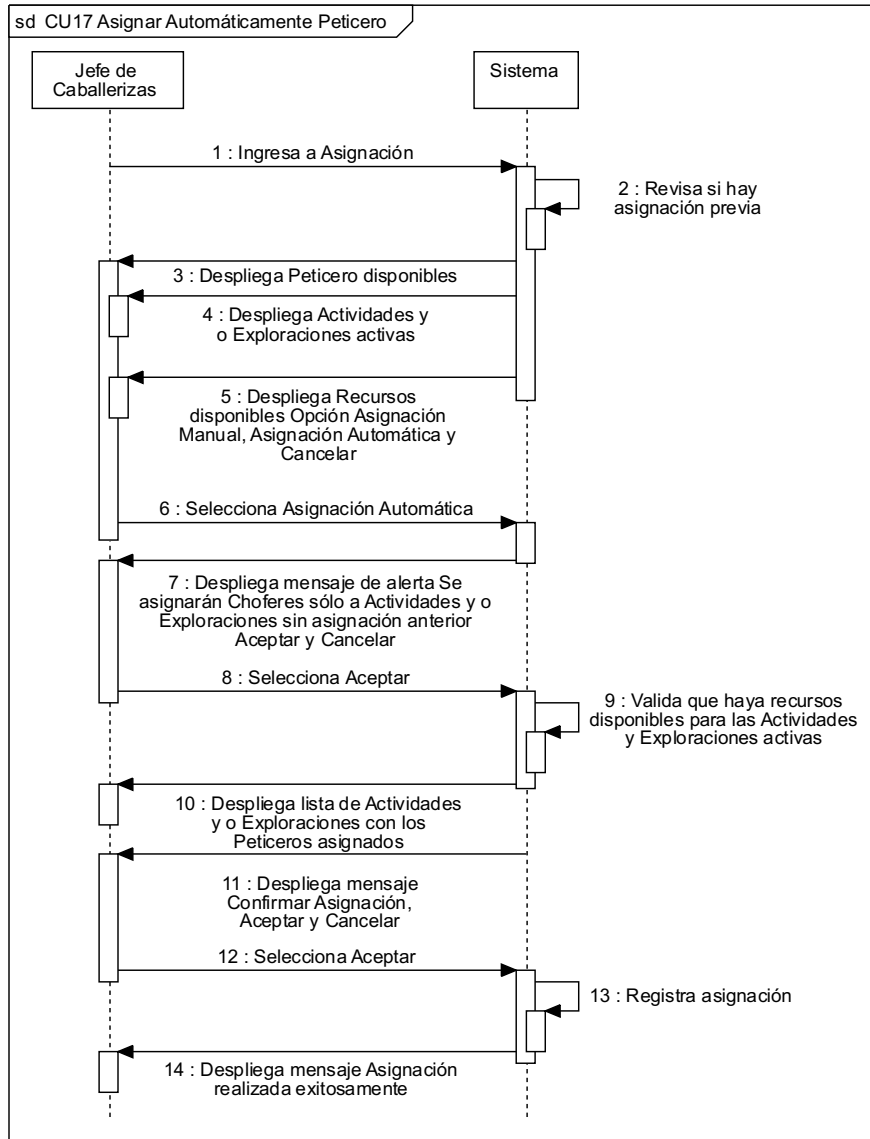 sd CU17 Asignar Automáticamente Peticero
Jefe de
Caballerizas
Sistema
1 : Ingresa a Asignación
2 : Revisa si hay
asignación previa
3 : Despliega Peticero disponibles
4 : Despliega Actividades y
o Exploraciones activas
5 : Despliega Recursos
disponibles Opción Asignación
Manual, Asignación Automática y
Cancelar
6 : Selecciona Asignación Automática
7 : Despliega mensaje de alerta Se
asignarán Choferes sólo a Actividades y o
Exploraciones sin asignación anterior
Aceptar y Cancelar
8 : Selecciona Aceptar
9 : Valida que haya recursos
disponibles para las Actividades
y Exploraciones activas
10 : Despliega lista de Actividades
y o Exploraciones con los
Peticeros asignados
11 : Despliega mensaje
Confirmar Asignación,
Aceptar y Cancelar
12 : Selecciona Aceptar
13 : Registra asignación
14 : Despliega mensaje Asignación
realizada exitosamente